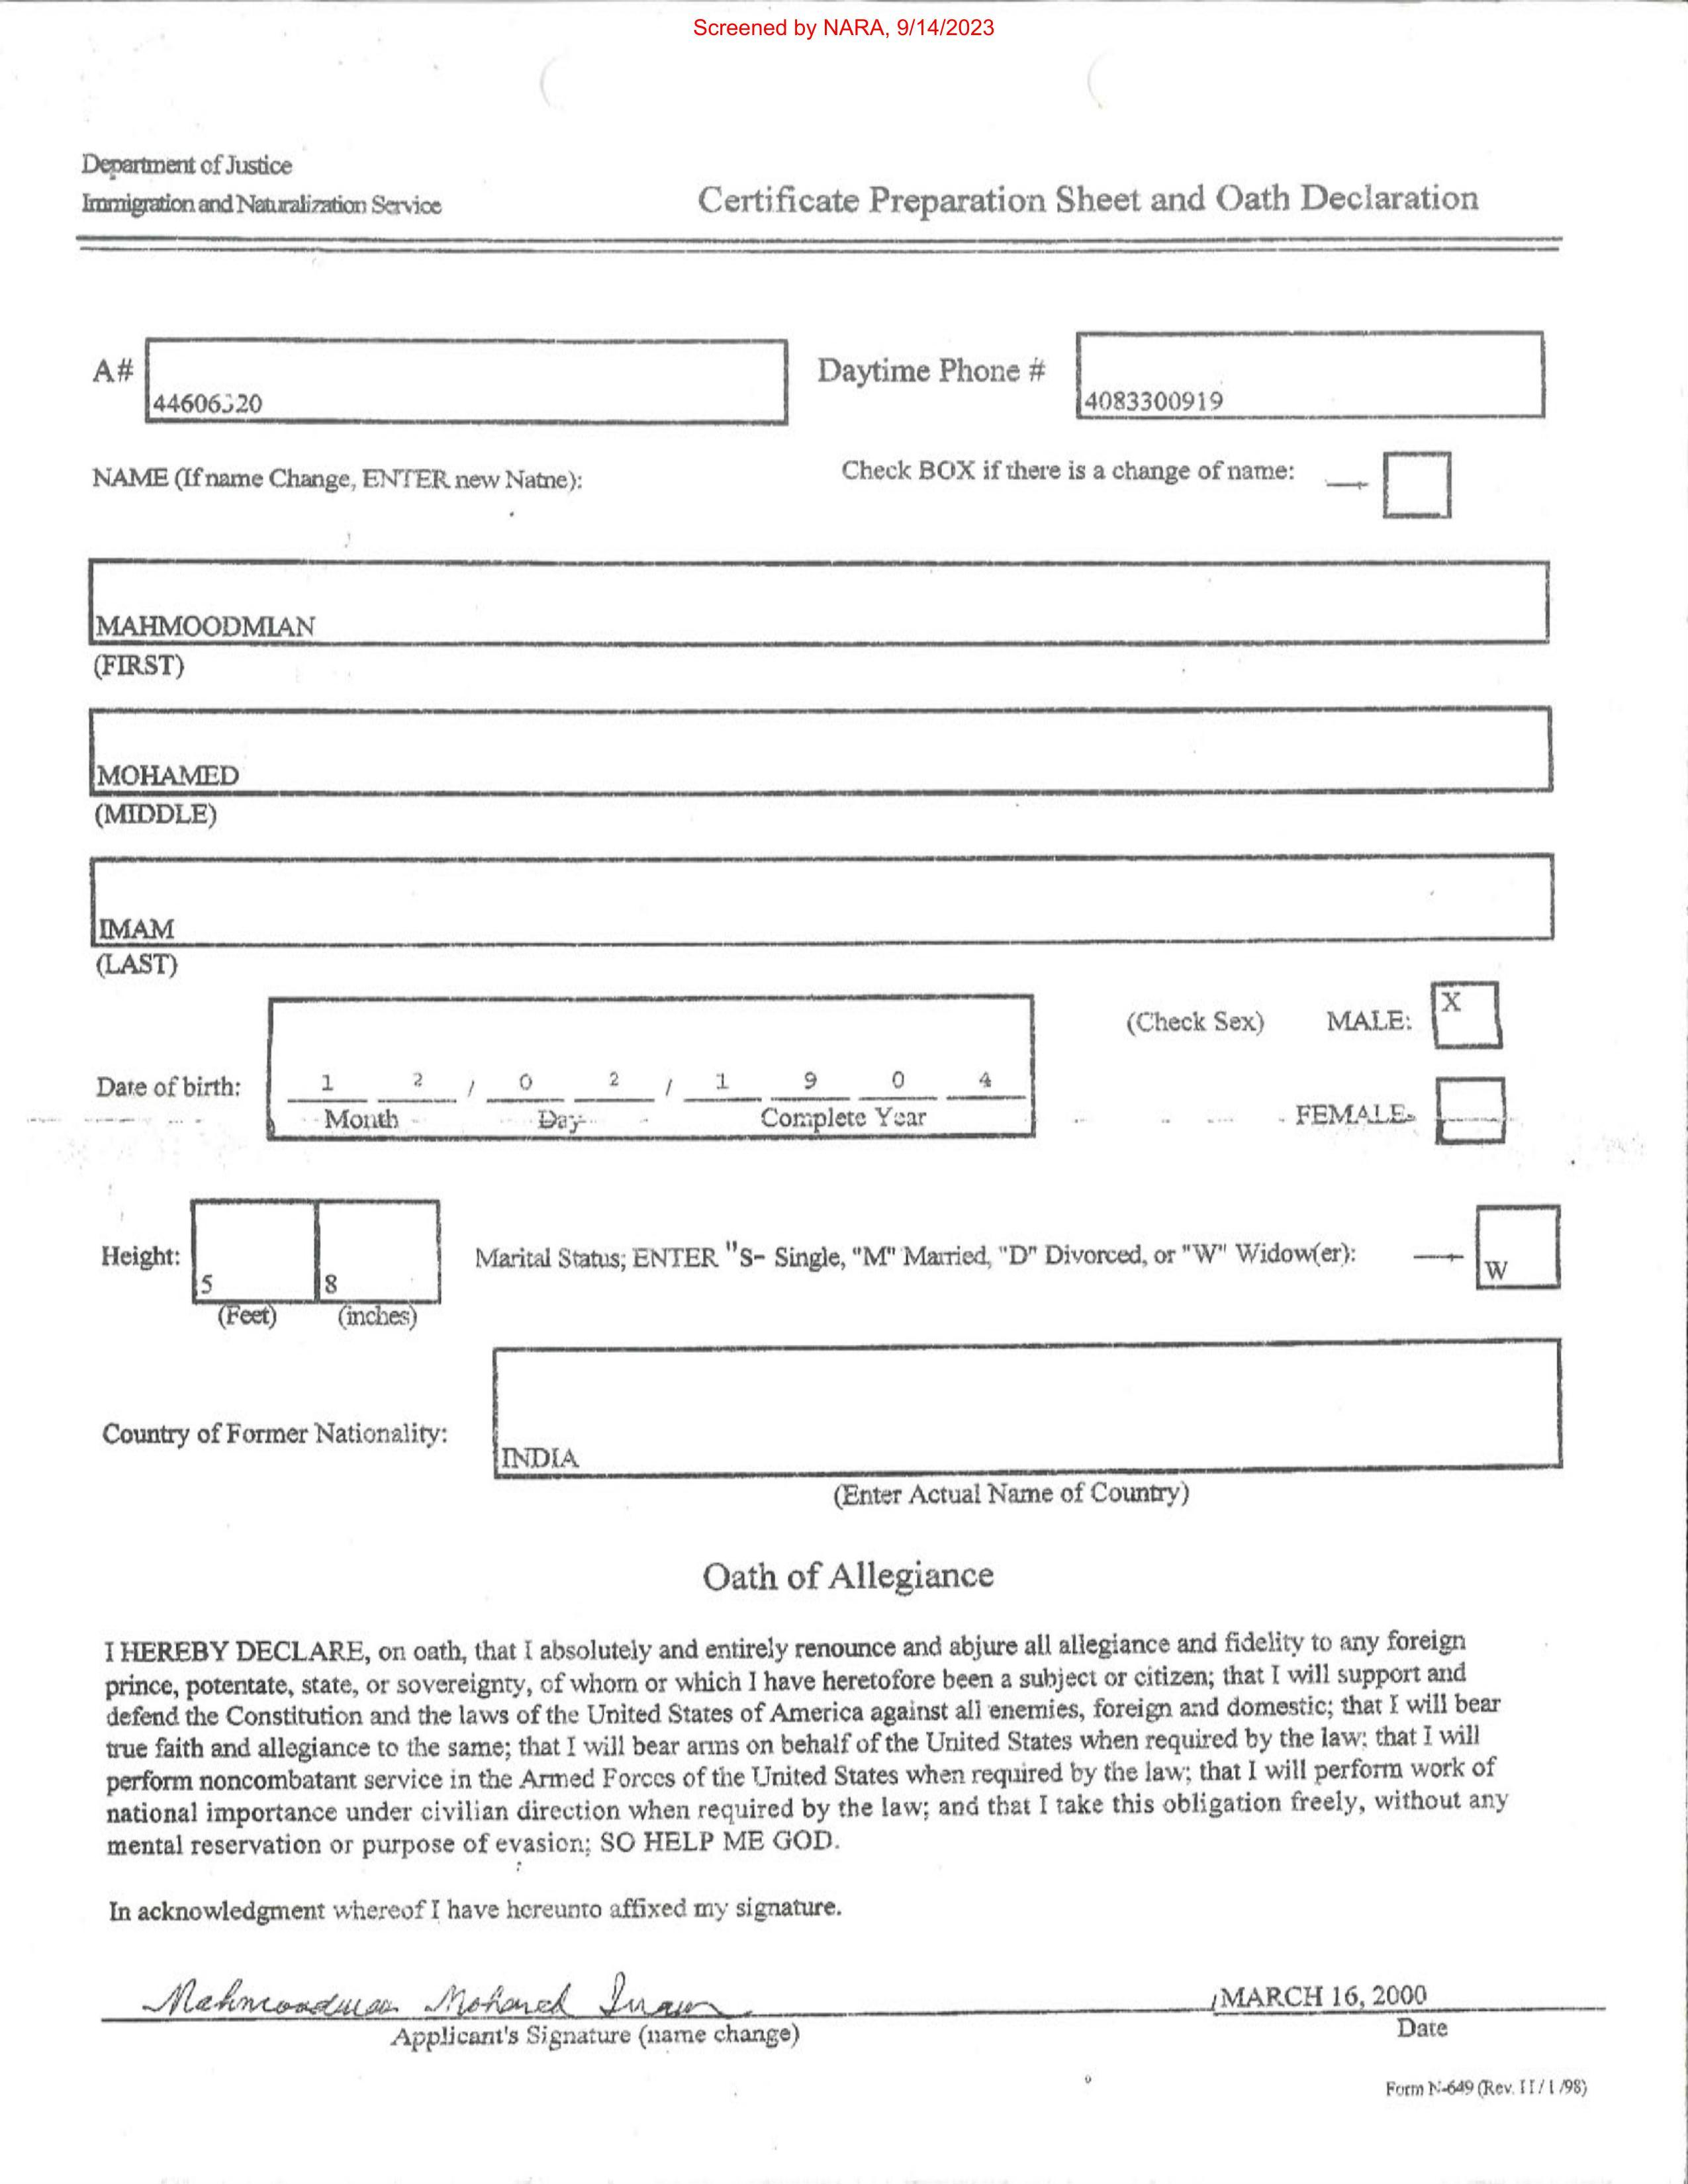 Screened by NARA, 9/14/2023
Department of Justice
Immigration and Naturalization Service
Certificate Preparation Sheet and Oath Declaration
A#
Daytime Phone #
4083300919
NAME (If name Change, ENTER new Name):
Check BOX if there is a change of name:
MAHMOODMIAN
(FIRST)
MOHAMED
(MIDDLE)
IMAM
(LAST)
(Check Sex) MALE: X
Date of birth: 1 2 / 0 2 / 1 9 0 4
Month Day Complete Year
FEMALE
Height: 5 8
(Feet) (inches)
Marital Status; ENTER "S- Single, "M" Married, "D" Divorced, or "W" Widow(er): W
Country of Former Nationality: INDIA
(Enter Actual Name of Country)
Oath of Allegiance
I HEREBY DECLARE, on oath, that I absolutely and entirely renounce and abjure all allegiance and fidelity to any foreign
prince, potentate, state, or sovereignty, of whom or which I have heretofore been a subject or citizen; that I will support and
defend the Constitution and the laws of the United States of America against all enemies, foreign and domestic; that I will bear
true faith and allegiance to the same; that I will bear arms on behalf of the United States when required by the law; that I will
perform noncombatant service in the Armed Forces of the United States when required by the law; that I will perform work of
national importance under civilian direction when required by the law; and that I take this obligation freely, without any
mental reservation or purpose of evasion; SO HELP ME GOD.
In acknowledgment whereof I have hereunto affixed my signature.
Mahmoodmian Mohamed Imam
MARCH 16, 2000
Applicant's Signature (name change)
Date
Form N-649 (Rev. 11/1/98)